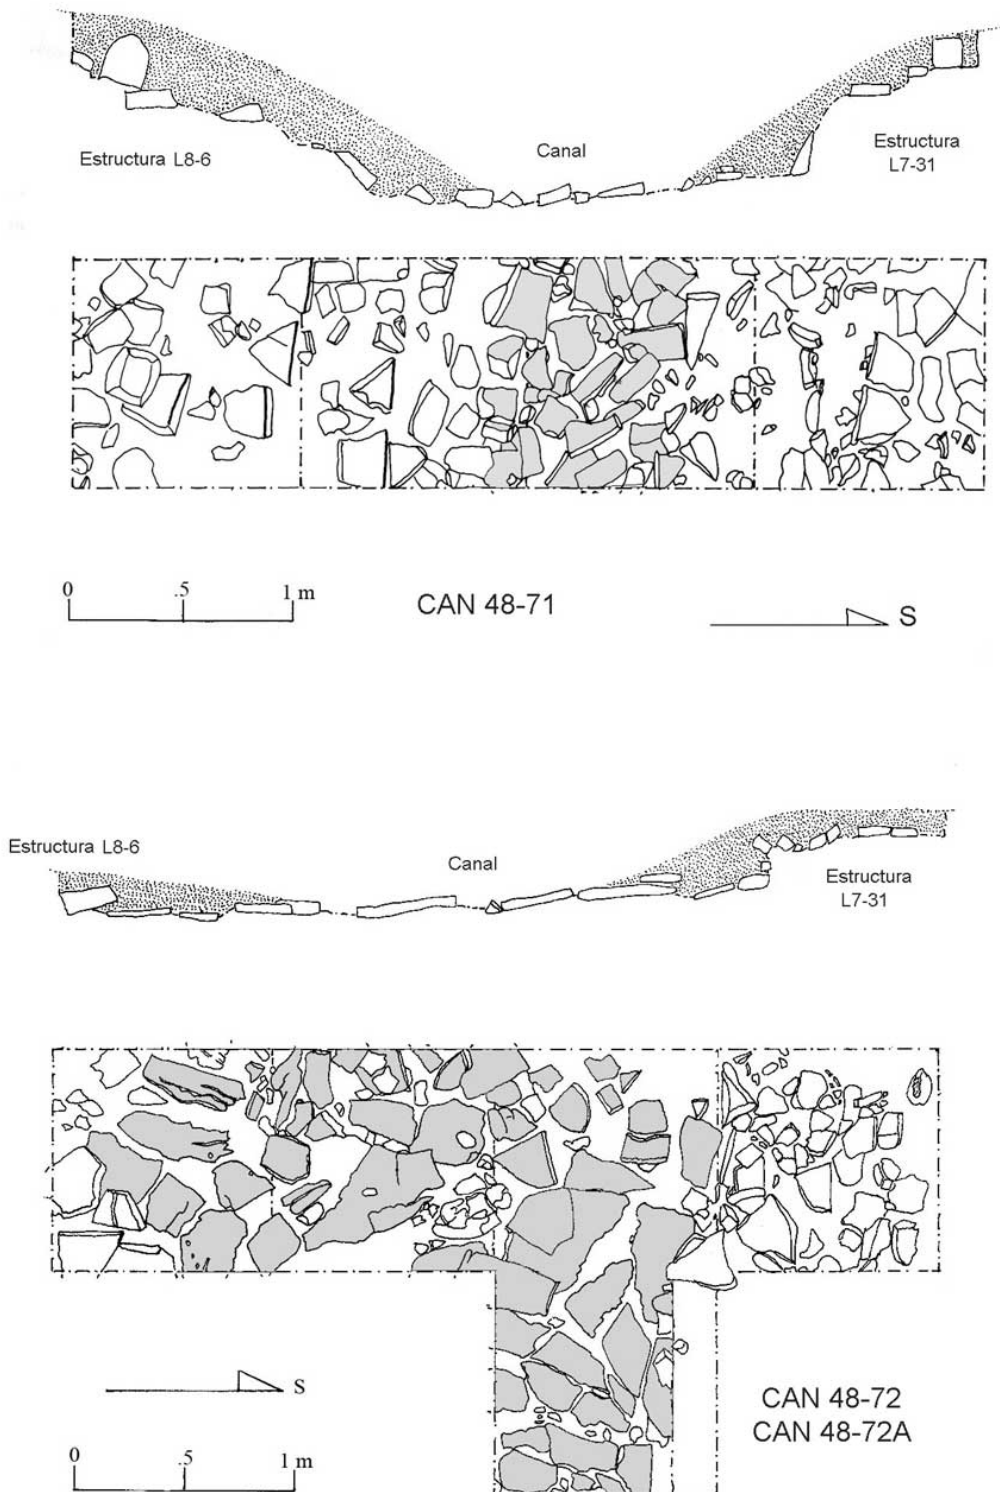 Estructura L8-6
Canal
Estructura
L7-31
0 .5 1 m
CAN 48-71
S
Estructura L8-6
Canal
Estructura
L7-31
S
CAN 48-72
CAN 48-72A
0 .5 1 m